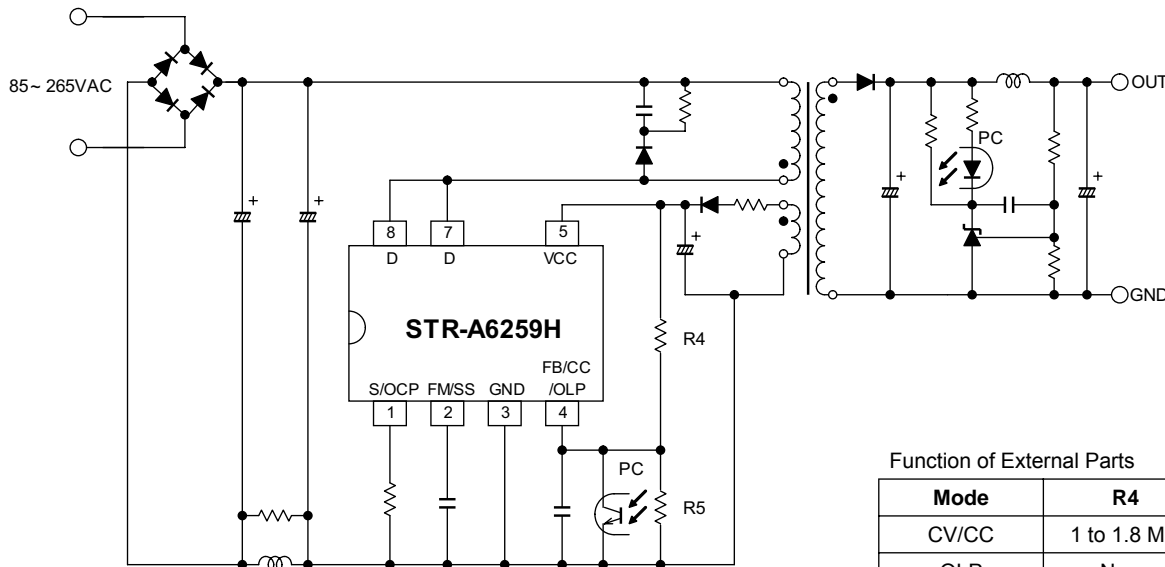 85~ 265VAC
OUT
PC
+
+
+
+
+
8
7
5
D
D
VCC
GND
STR-A6259H
R4
FB/CC
S/OCP FM/SS GND /OLP
1
2
3
4
PC
R5
Function of External Parts
Mode R4
CV/CC 1 to 1.8 M